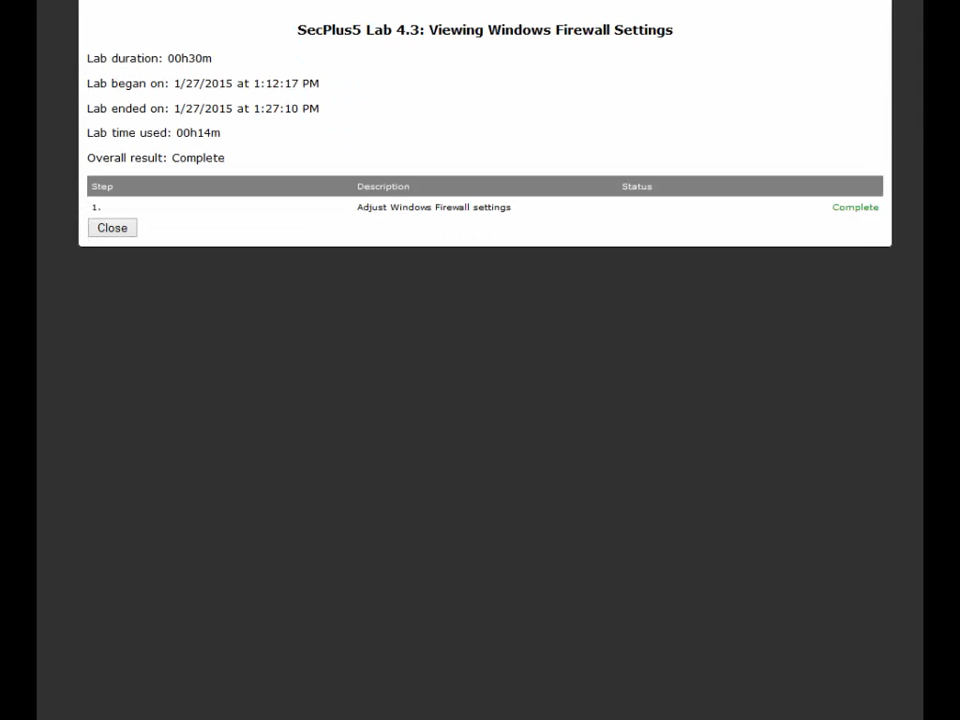 SecPlus5 Lab 4.3: Viewing Windows Firewall Settings
Lab duration: 00h30m
Lab began on: 1/27/2015 at 1:12:17 PM
Lab ended on: 1/27/2015 at 1:27:10 PM
Lab time used: 00h14m
Overall result: Complete
Step Description Status
1. Adjust Windows Firewall settings Complete
Close